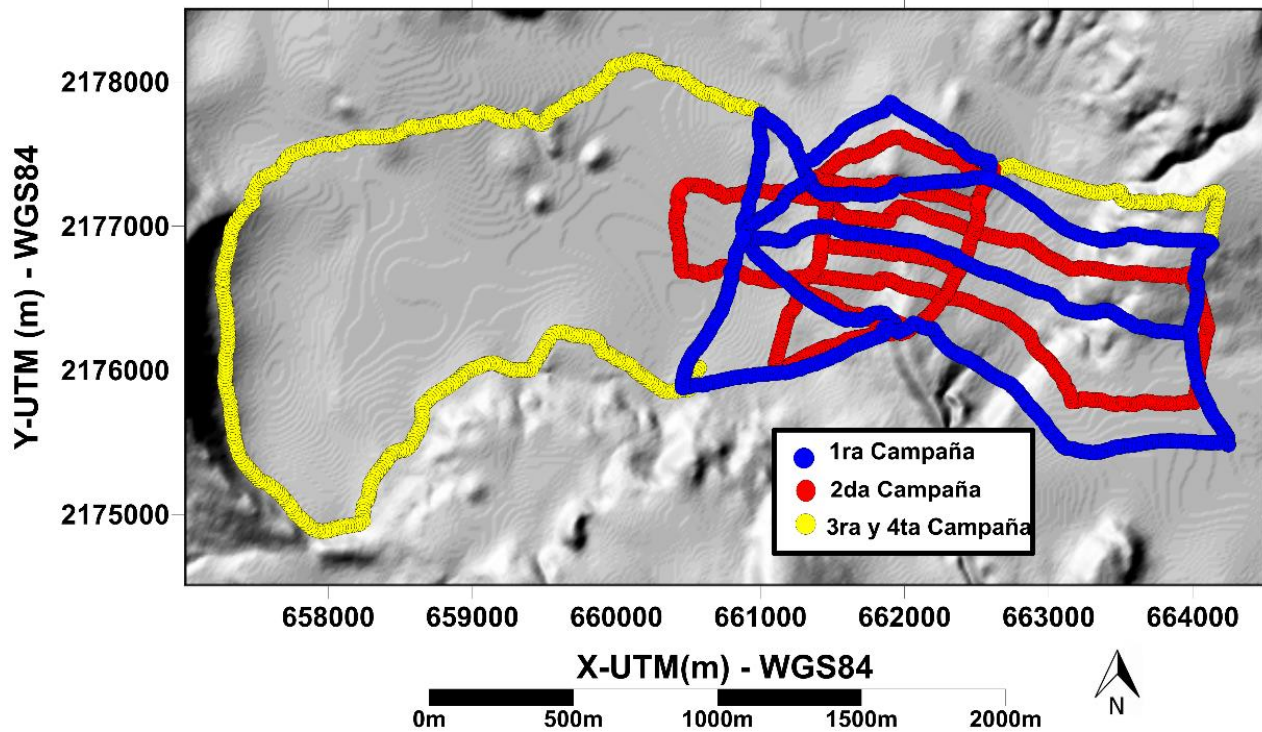 2178000
2177000
2176000
2175000
Y-UTM (m) - WGS84
1ra Campaña
2da Campaña
3ra y 4ta Campaña
658000 659000 660000 661000 662000 663000 664000
X-UTM(m) - WGS84
0m 500m 1000m 1500m 2000m
N